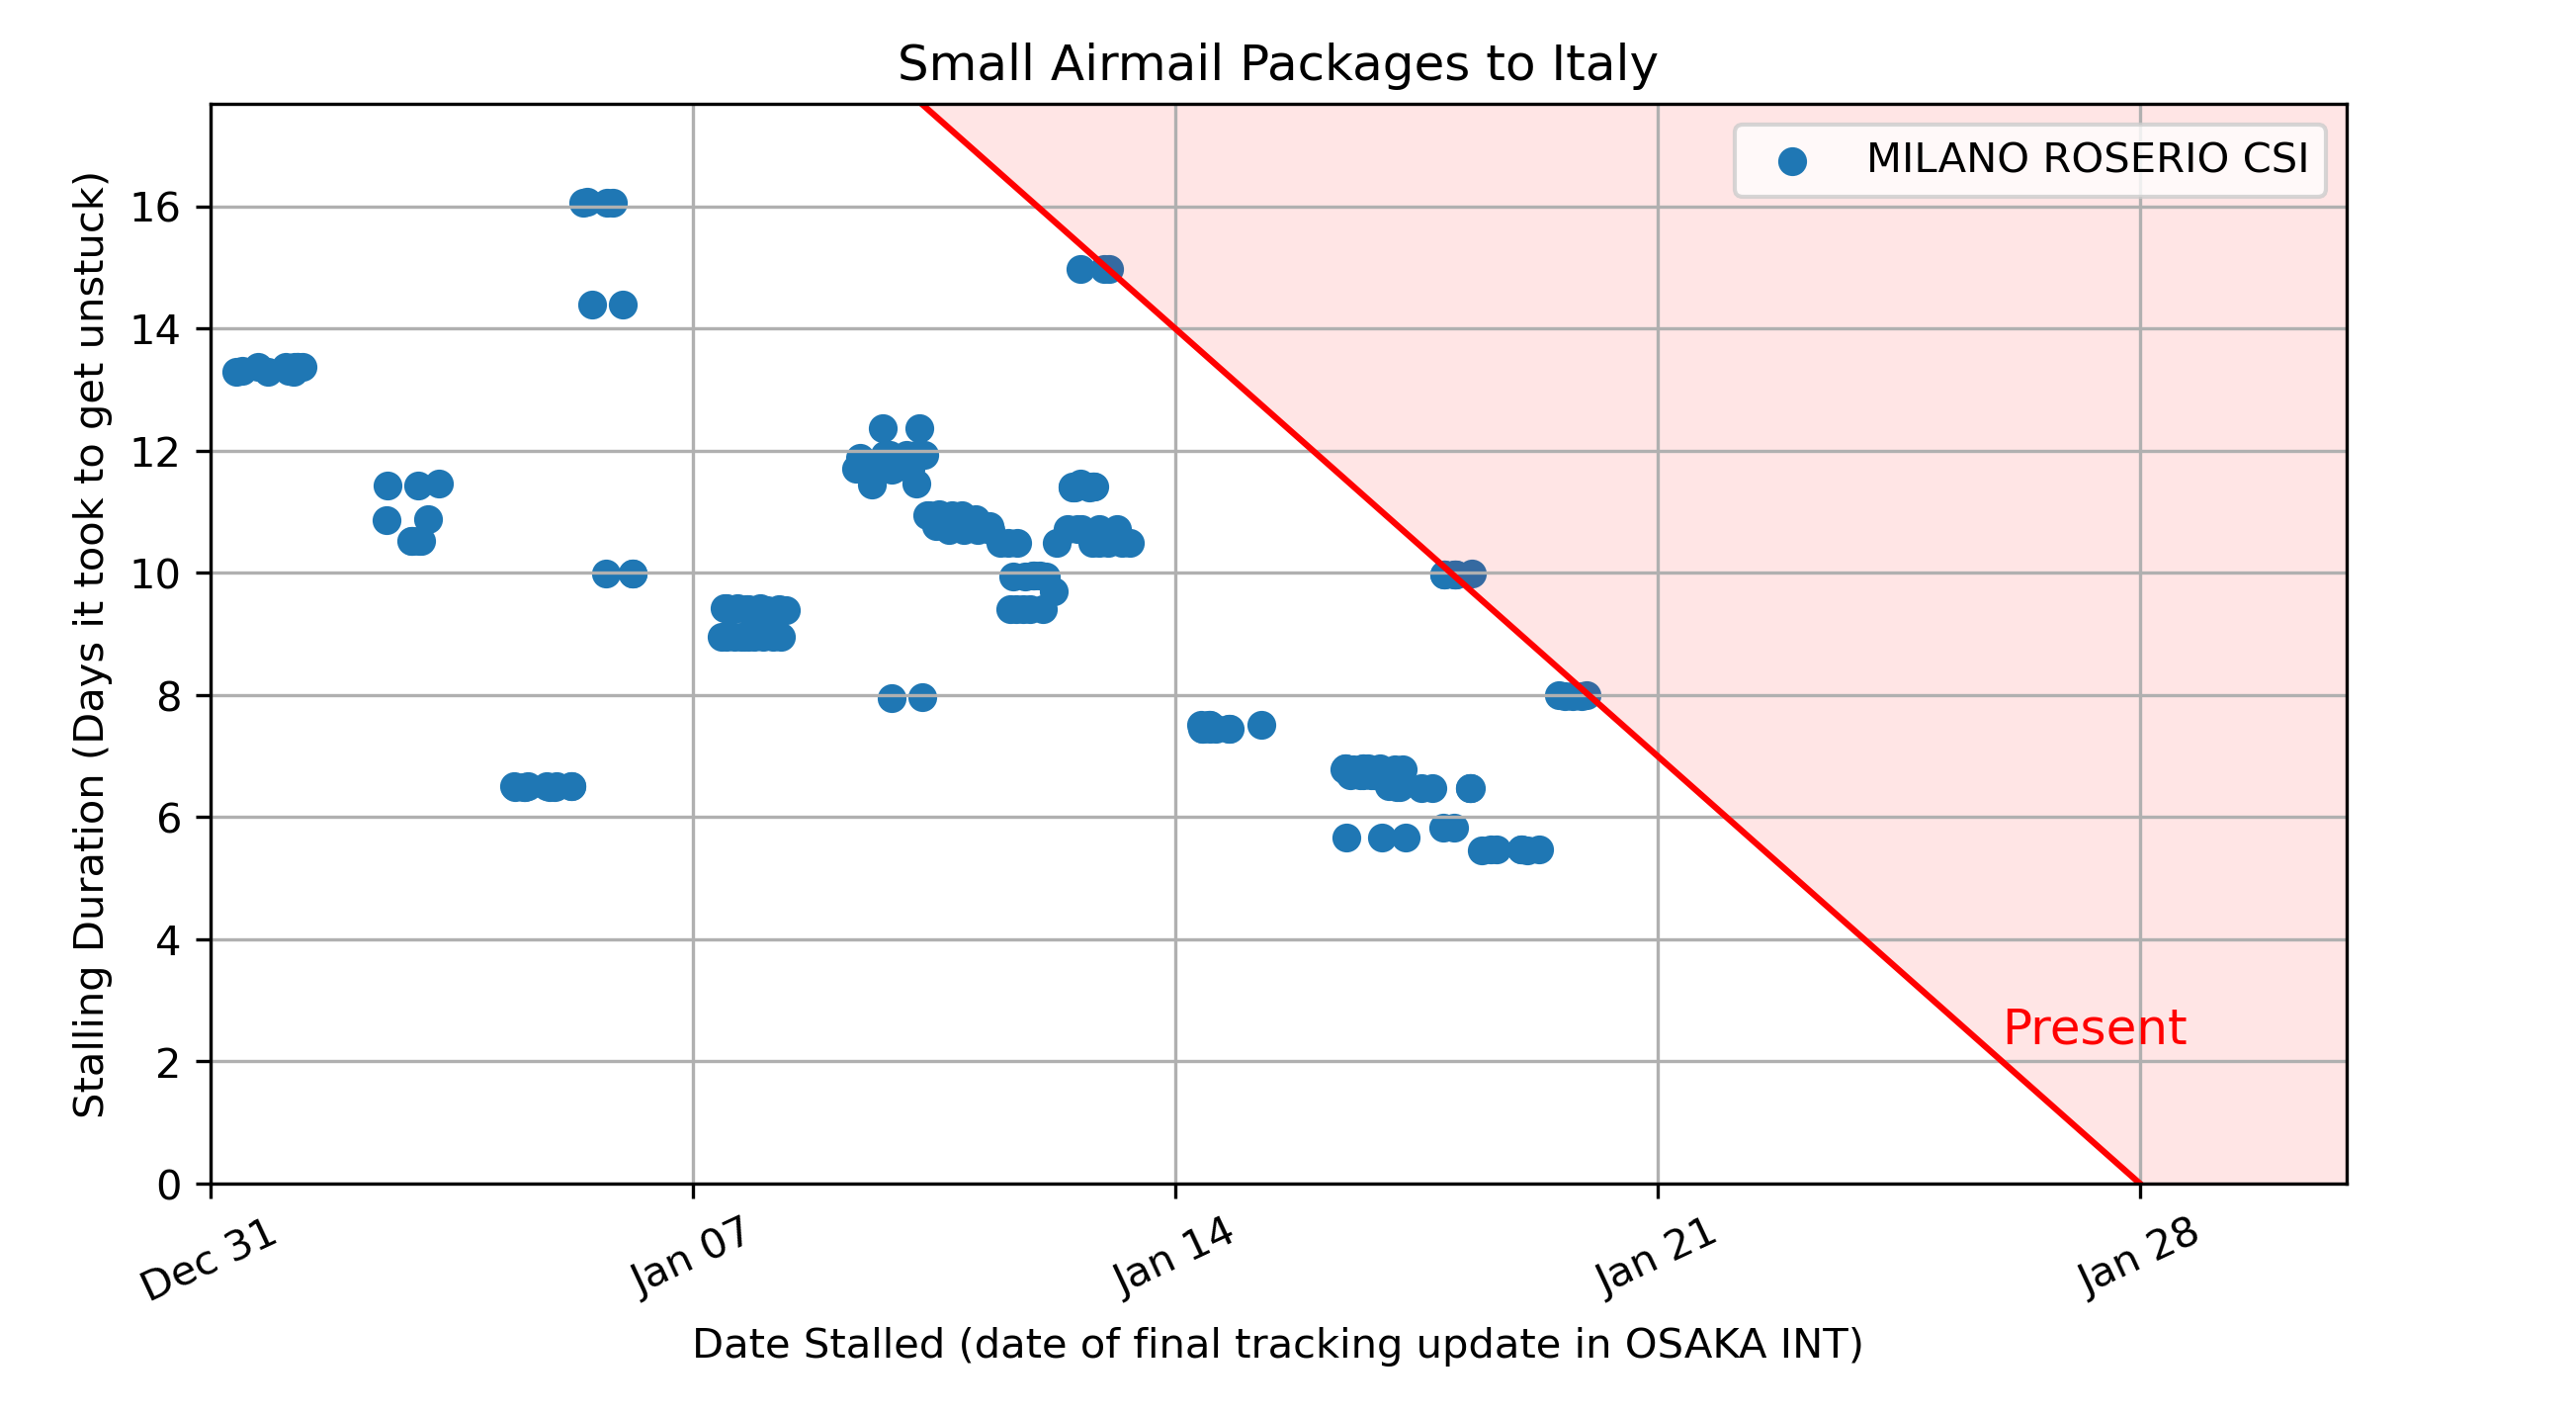 Small Airmail Packages to Italy
MILANO ROSERIO CSI
Stalling Duration (Days it took to get unstuck)
16
14
12
10
8
6
4
2
0
Present
Dec 31
Jan 07
Jan 14
Jan 21
Jan 28
Date Stalled (date of final tracking update in OSAKA INT)